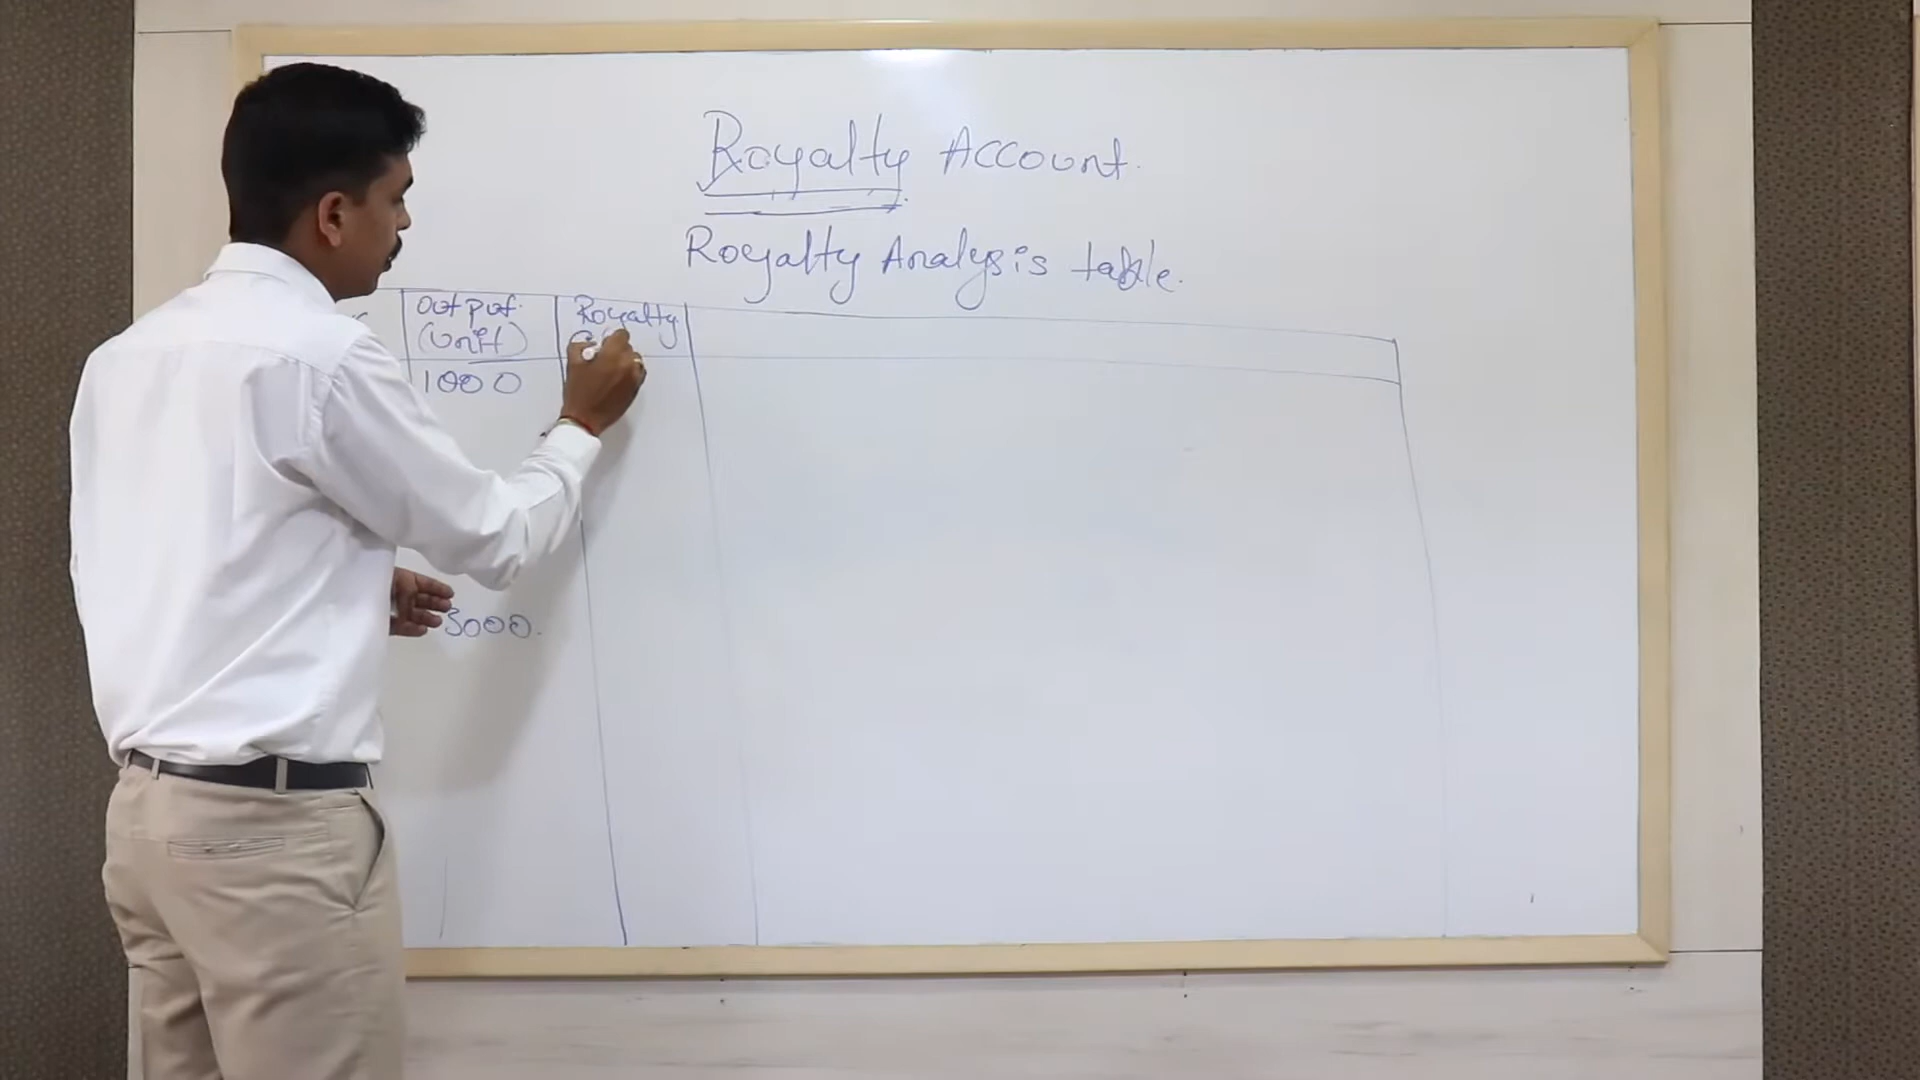 Royalty Account.
Royalty Analysis table.
Output
(Unit)
Royalty
1000
3000.